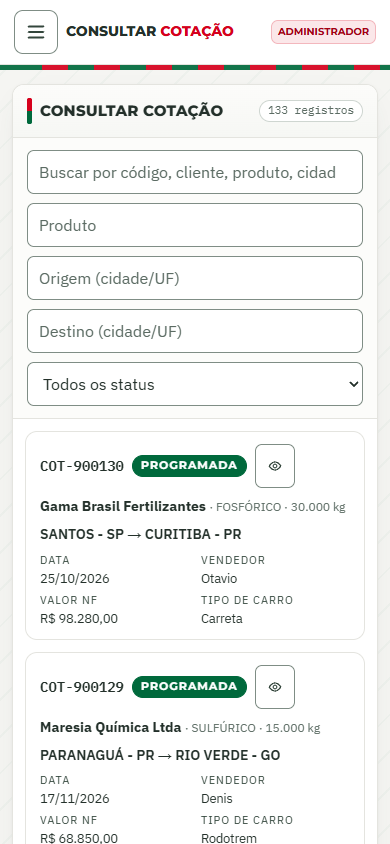 CONSULTAR COTAÇÃO
ADMINISTRADOR
CONSULTAR COTAÇÃO
133 registros
Buscar por código, cliente, produto, cidad
Produto
Origem (cidade/UF)
Destino (cidade/UF)
Todos os status
COT-900130 PROGRAMADA
Gama Brasil Fertilizantes · FOSFÓRICO · 30.000 kg
SANTOS - SP → CURITIBA - PR
DATA VENDEDOR
25/10/2026 Otavio
VALOR NF TIPO DE CARRO
R$ 98.280,00 Carreta
COT-900129 PROGRAMADA
Maresia Química Ltda · SULFÚRICO · 15.000 kg
PARANAGUÁ - PR → RIO VERDE - GO
DATA VENDEDOR
17/11/2026 Denis
VALOR NF TIPO DE CARRO
R$ 68.850,00 Rodotrem